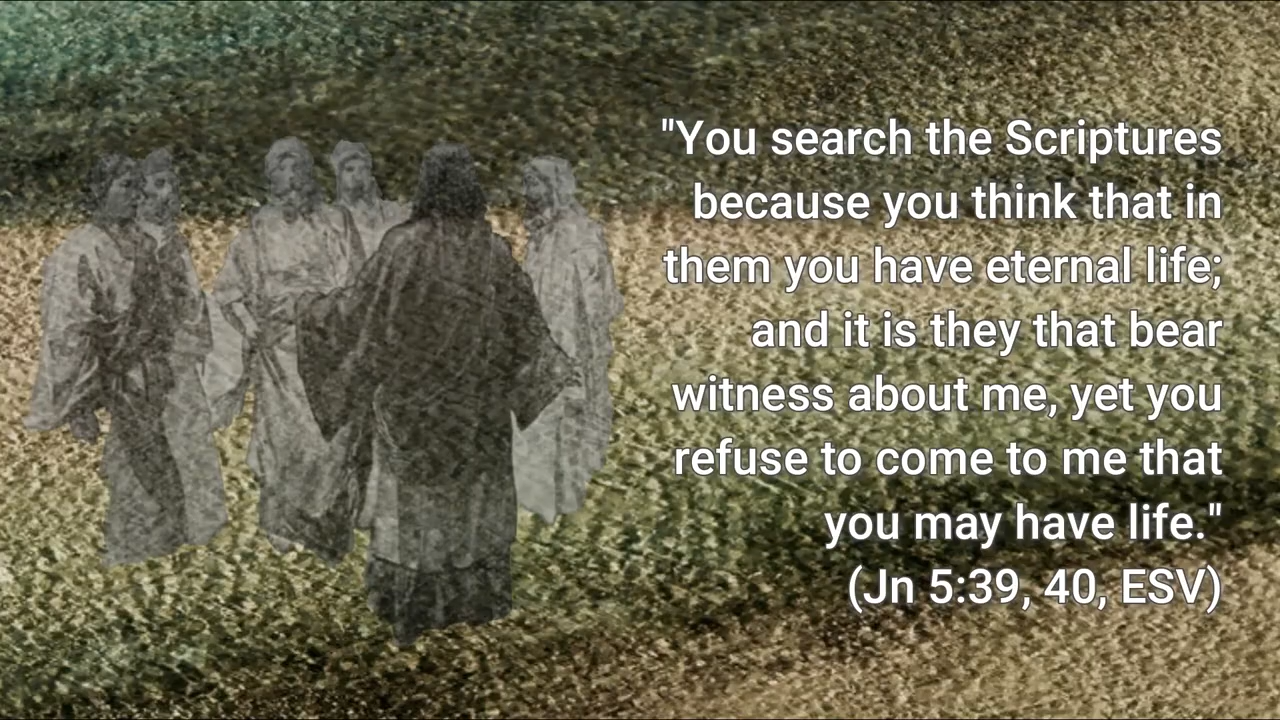 "You search the Scriptures
because you think that in
them you have eternal life;
and it is they that bear
witness about me, yet you
refuse to come to me that
you may have life."
(Jn 5:39, 40, ESV)